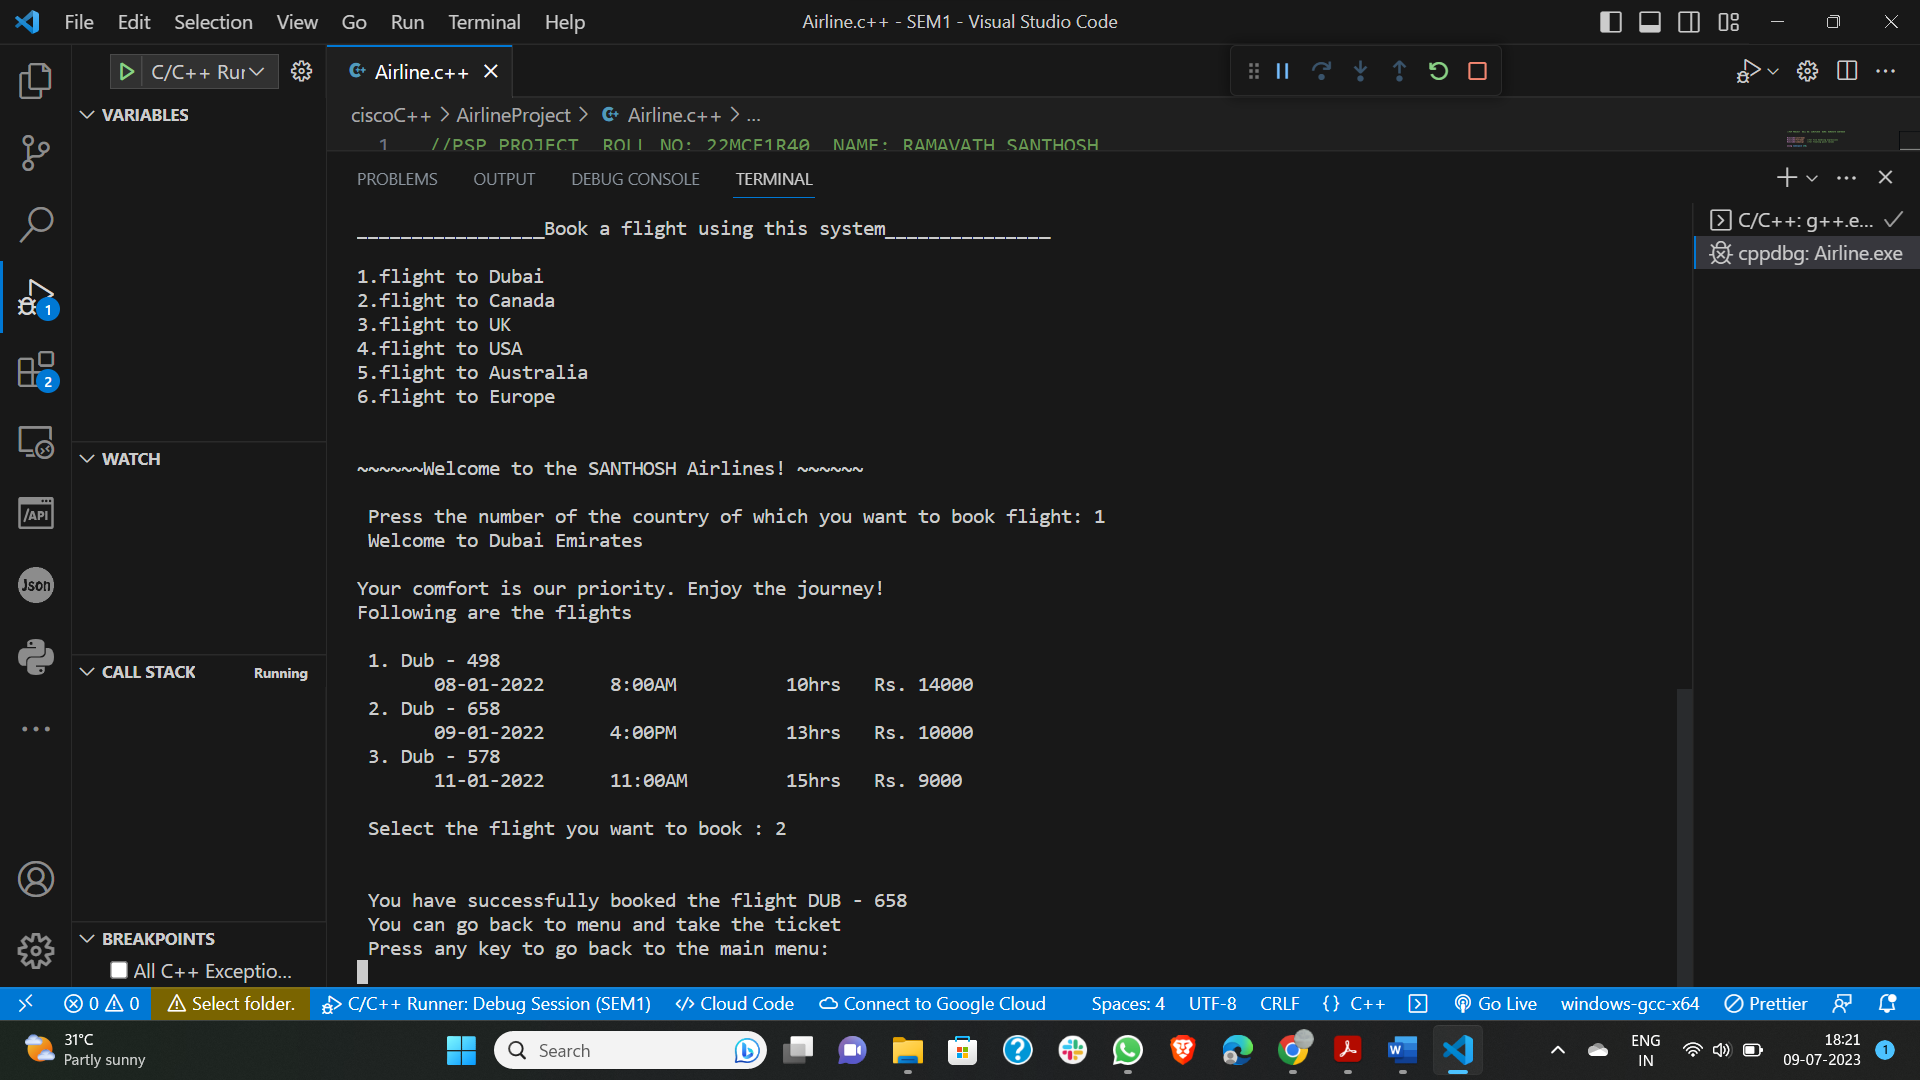 File Edit Selection View Go Run Terminal Help
Airline.c++ - SEM1 - Visual Studio Code
C/C++ Rur
Airline.c++
VARIABLES
ciscoC++ > AirlineProject > Airline.c++ > ...
1 //PSP PROJECT ROLL NO: 22MCF1R40 NAME: RAMAVATH SANTHOSH
PROBLEMS OUTPUT DEBUG CONSOLE TERMINAL
_________________Book a flight using this system_______________
1.flight to Dubai
2.flight to Canada
3.flight to UK
4.flight to USA
5.flight to Australia
6.flight to Europe
~~~~~~Welcome to the SANTHOSH Airlines! ~~~~~~
Press the number of the country of which you want to book flight: 1
Welcome to Dubai Emirates
Your comfort is our priority. Enjoy the journey!
Following are the flights
1. Dub - 498
08-01-2022 8:00AM 10hrs Rs. 14000
2. Dub - 658
09-01-2022 4:00PM 13hrs Rs. 10000
3. Dub - 578
11-01-2022 11:00AM 15hrs Rs. 9000
Select the flight you want to book : 2
You have successfully booked the flight DUB - 658
You can go back to menu and take the ticket
Press any key to go back to the main menu:
C/C++: g++.e...
cppdbg: Airline.exe
1
2
/API
Json
WATCH
CALL STACK Running
BREAKPOINTS
All C++ Exceptio...
0 0 Select folder. C/C++ Runner: Debug Session (SEM1) </> Cloud Code Connect to Google Cloud Spaces: 4 UTF-8 CRLF {} C++ Go Live windows-gcc-x64 Prettier
31°C
Partly sunny
Search
ENG
IN
18:21
09-07-2023
1